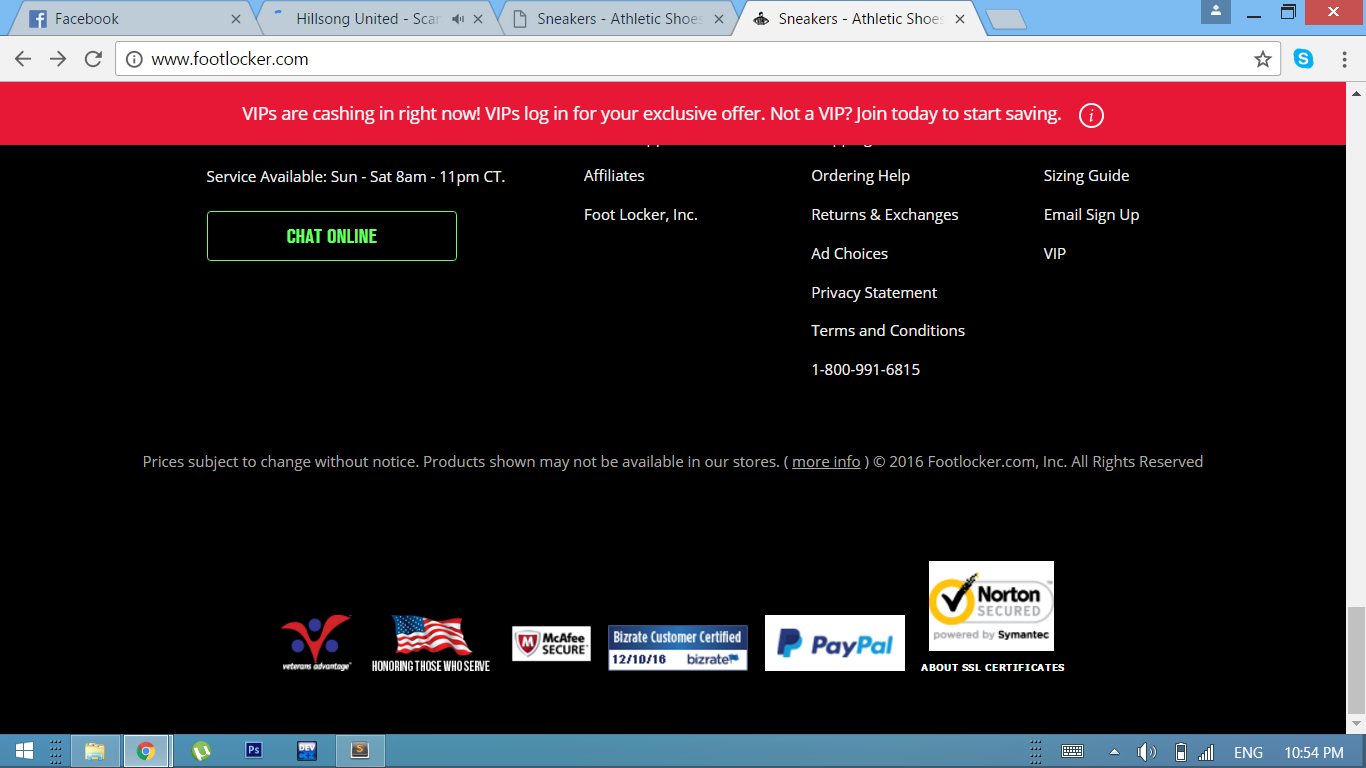 Facebook
Hillsong United - Scar
Sneakers - Athletic Shoes
Sneakers - Athletic Shoes
www.footlocker.com
VIPs are cashing in right now! VIPs log in for your exclusive offer. Not a VIP? Join today to start saving.
Service Available: Sun - Sat 8am - 11pm CT.
CHAT ONLINE
Affiliates
Foot Locker, Inc.
Ordering Help
Returns & Exchanges
Ad Choices
Privacy Statement
Terms and Conditions
1-800-991-6815
Sizing Guide
Email Sign Up
VIP
Prices subject to change without notice. Products shown may not be available in our stores. ( more info ) © 2016 Footlocker.com, Inc. All Rights Reserved
veterans advantage
HONORING THOSE WHO SERVE
McAfee
SECURE
Bizrate Customer Certified
12/10/16 bizrate
PayPal
Norton
SECURED
powered by Symantec
ABOUT SSL CERTIFICATES
Ps
DEV
S
ENG
10:54 PM